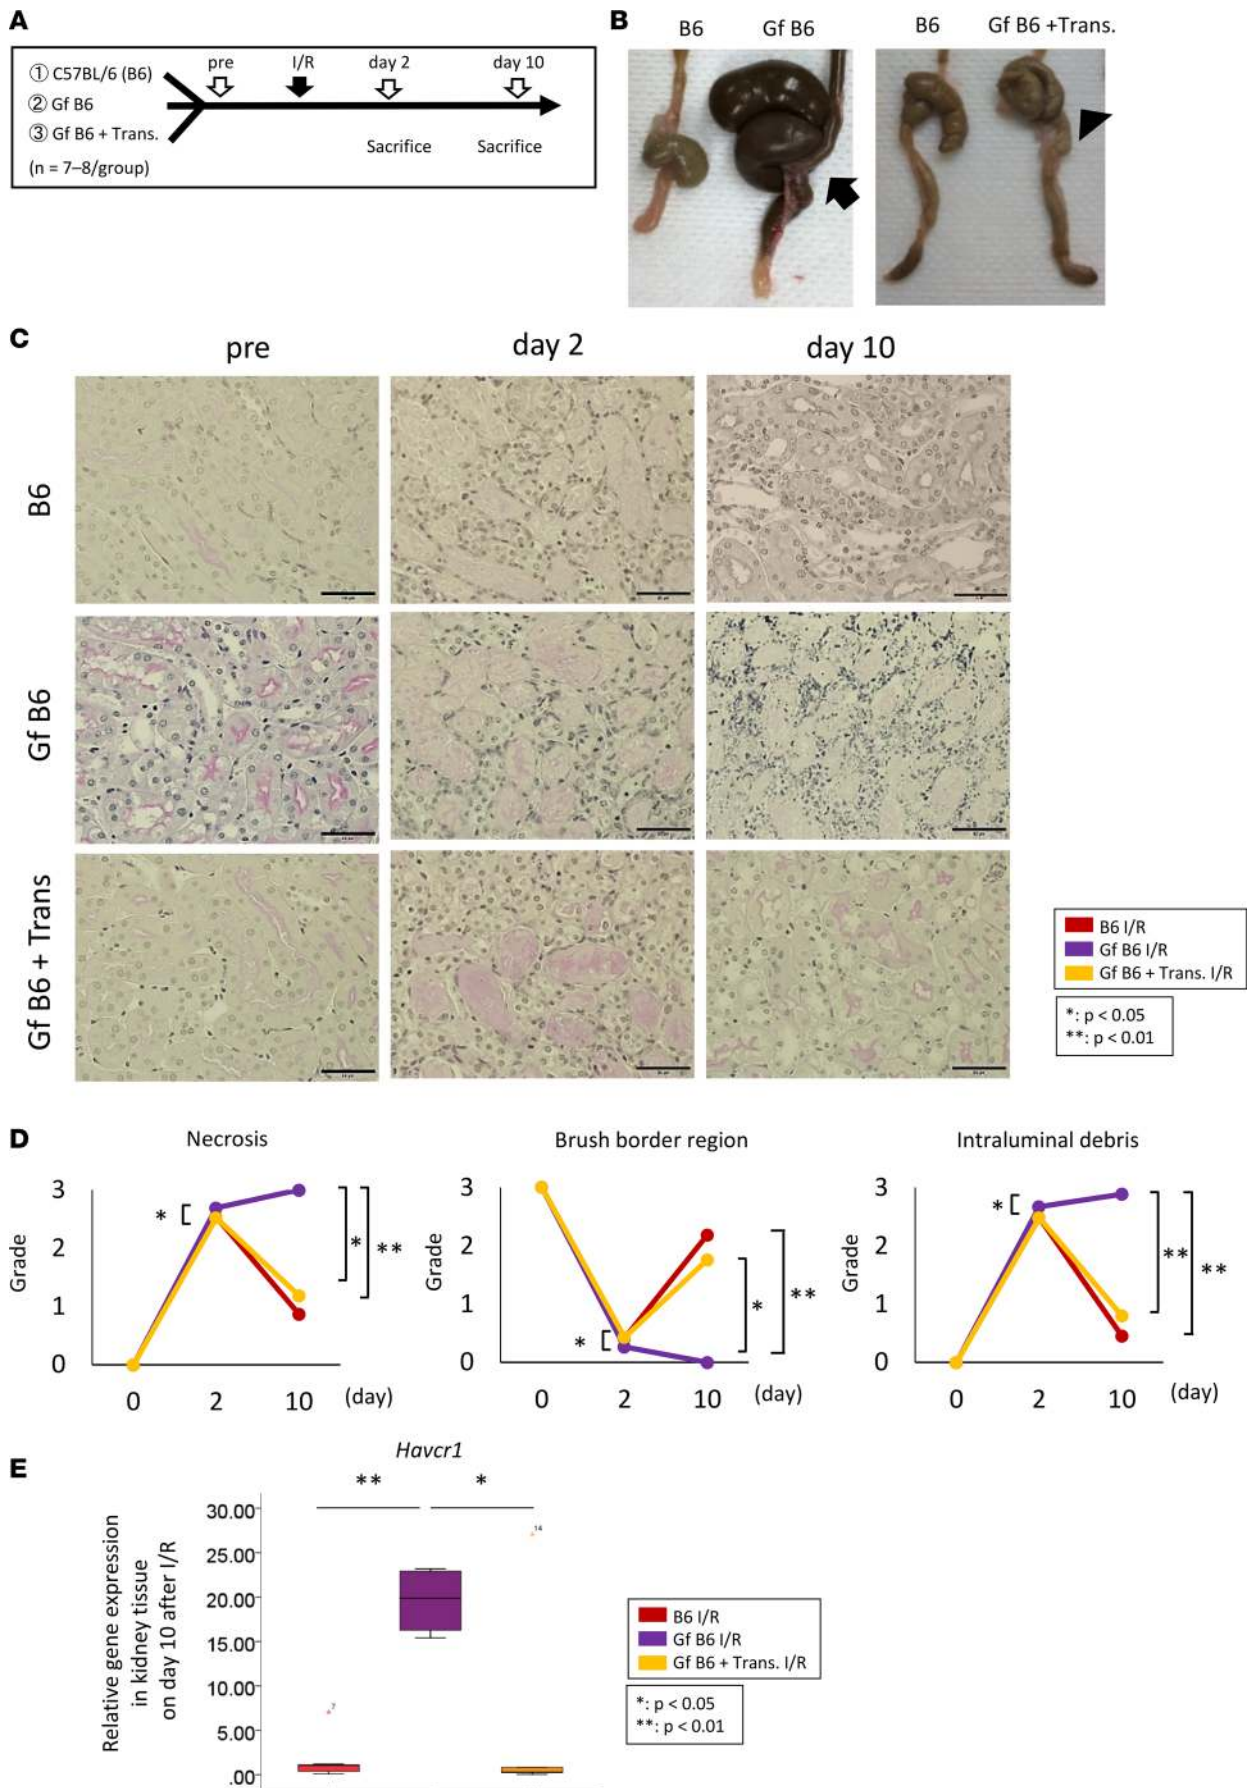 A
① C57BL/6 (B6)
② Gf B6
③ Gf B6 + Trans.
(n = 7–8/group)
pre
I/R
day 2
day 10
Sacrifice
Sacrifice
B
B6
Gf B6
B6
Gf B6 +Trans.
C
pre
day 2
day 10
B6
Gf B6
Gf B6 + Trans
B6 I/R
Gf B6 I/R
Gf B6 + Trans. I/R
*: p < 0.05
**: p < 0.01
D
Necrosis
Grade
3
2
1
0
0
2
10
(day)
*
*
**
Brush border region
Grade
3
2
1
0
0
2
10
(day)
*
*
**
Intraluminal debris
Grade
3
2
1
0
0
2
10
(day)
*
**
**
E
Havcr1
**
*
Relative gene expression
in kidney tissue
on day 10 after I/R
30.00
25.00
20.00
15.00
10.00
5.00
.00
7
14
B6 I/R
Gf B6 I/R
Gf B6 + Trans. I/R
*: p < 0.05
**: p < 0.01